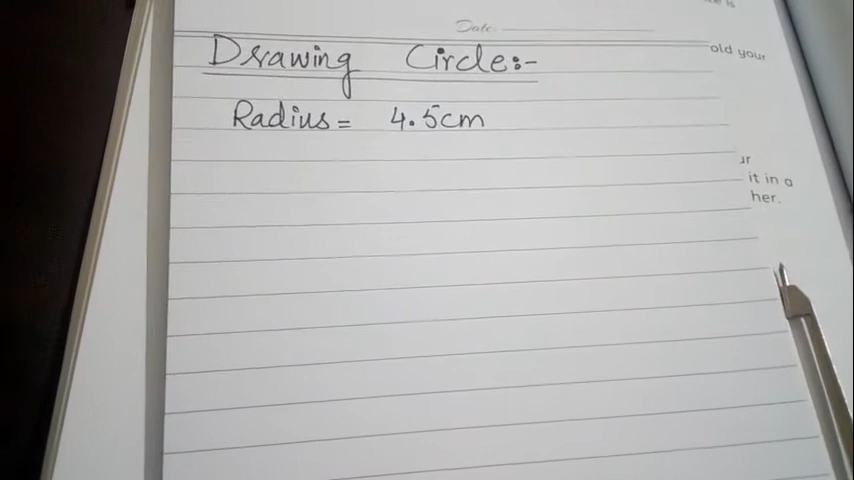 Date
old your
Drawing Circle:-
Radius = 4.5cm
it in a
her.